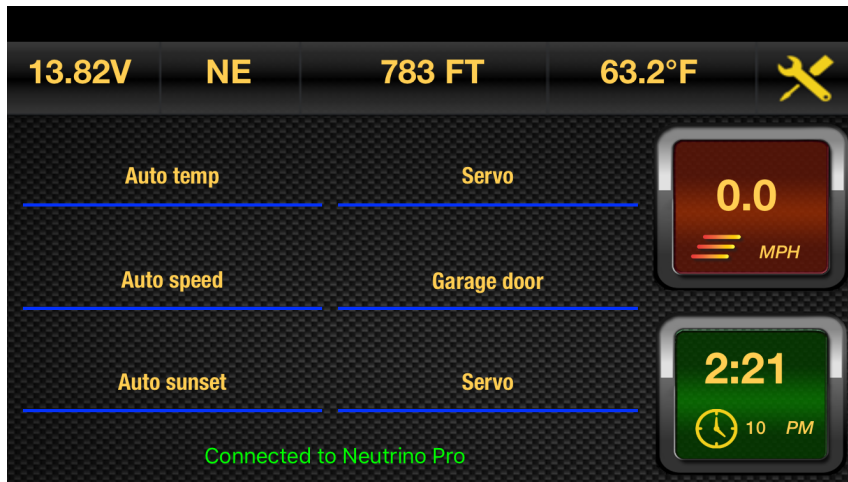 13.82V NE 783 FT 63.2°F
Auto temp Servo
0.0
MPH
Auto speed Garage door
Auto sunset Servo
2:21
10 PM
Connected to Neutrino Pro